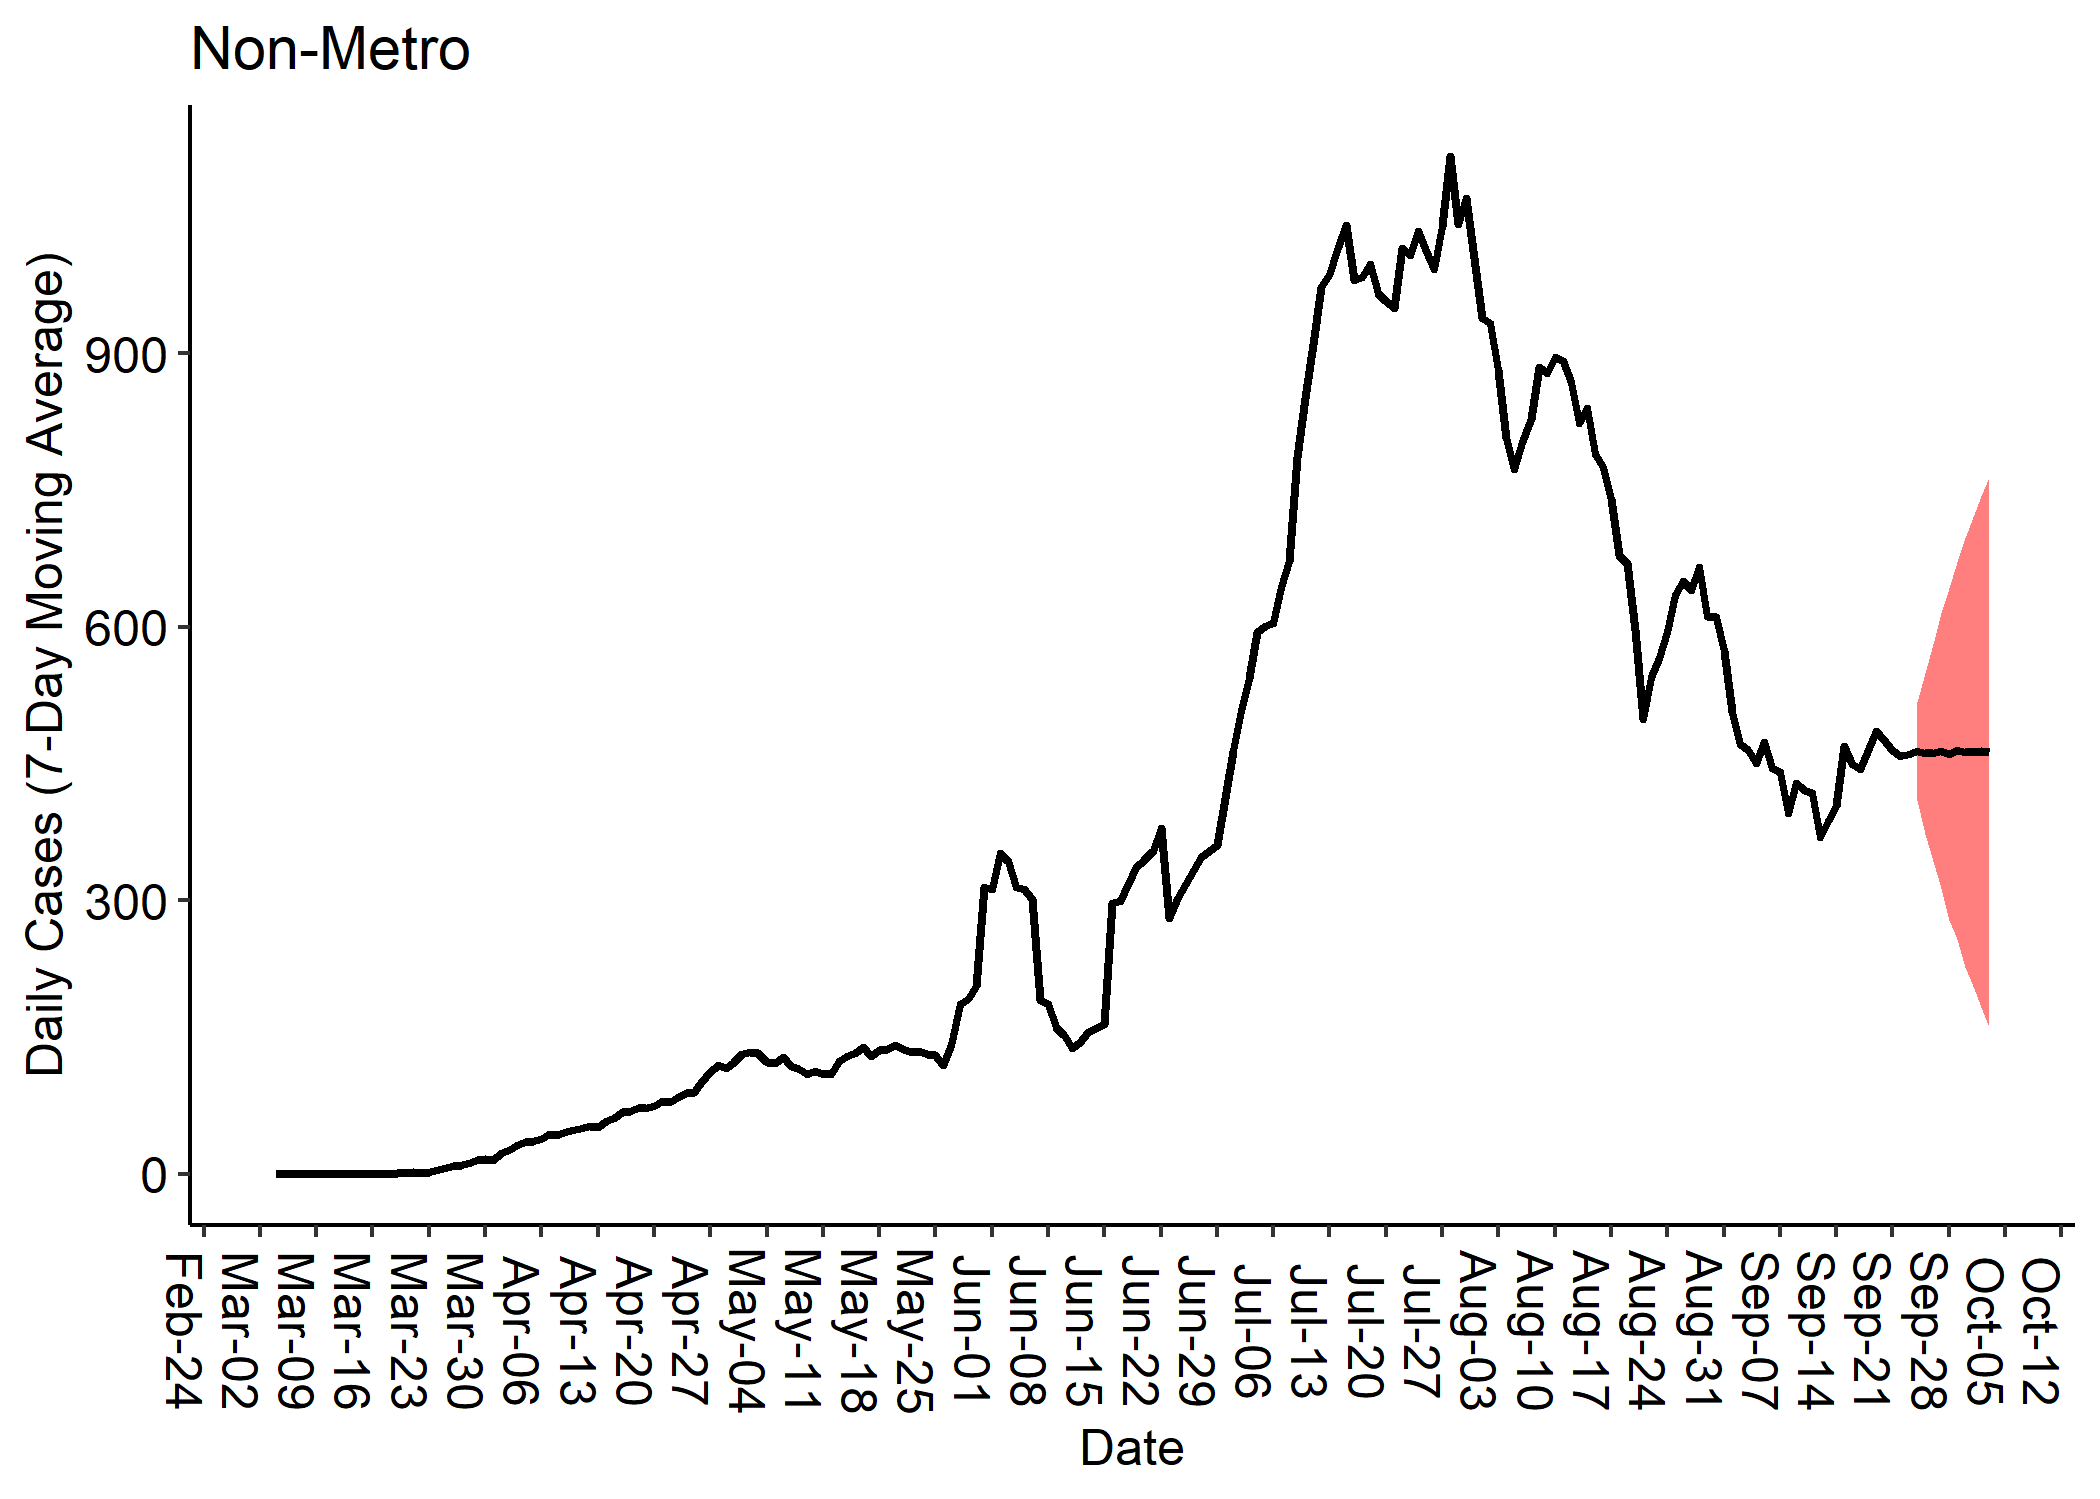 Non-Metro
Daily Cases (7-Day Moving Average)
900
600
300
0
Feb-24
Mar-02
Mar-09
Mar-16
Mar-23
Mar-30
Apr-06
Apr-13
Apr-20
Apr-27
May-04
May-11
May-18
May-25
Jun-01
Jun-08
Jun-15
Jun-22
Jun-29
Jul-06
Jul-13
Jul-20
Jul-27
Aug-03
Aug-10
Aug-17
Aug-24
Aug-31
Sep-07
Sep-14
Sep-21
Sep-28
Oct-05
Oct-12
Date